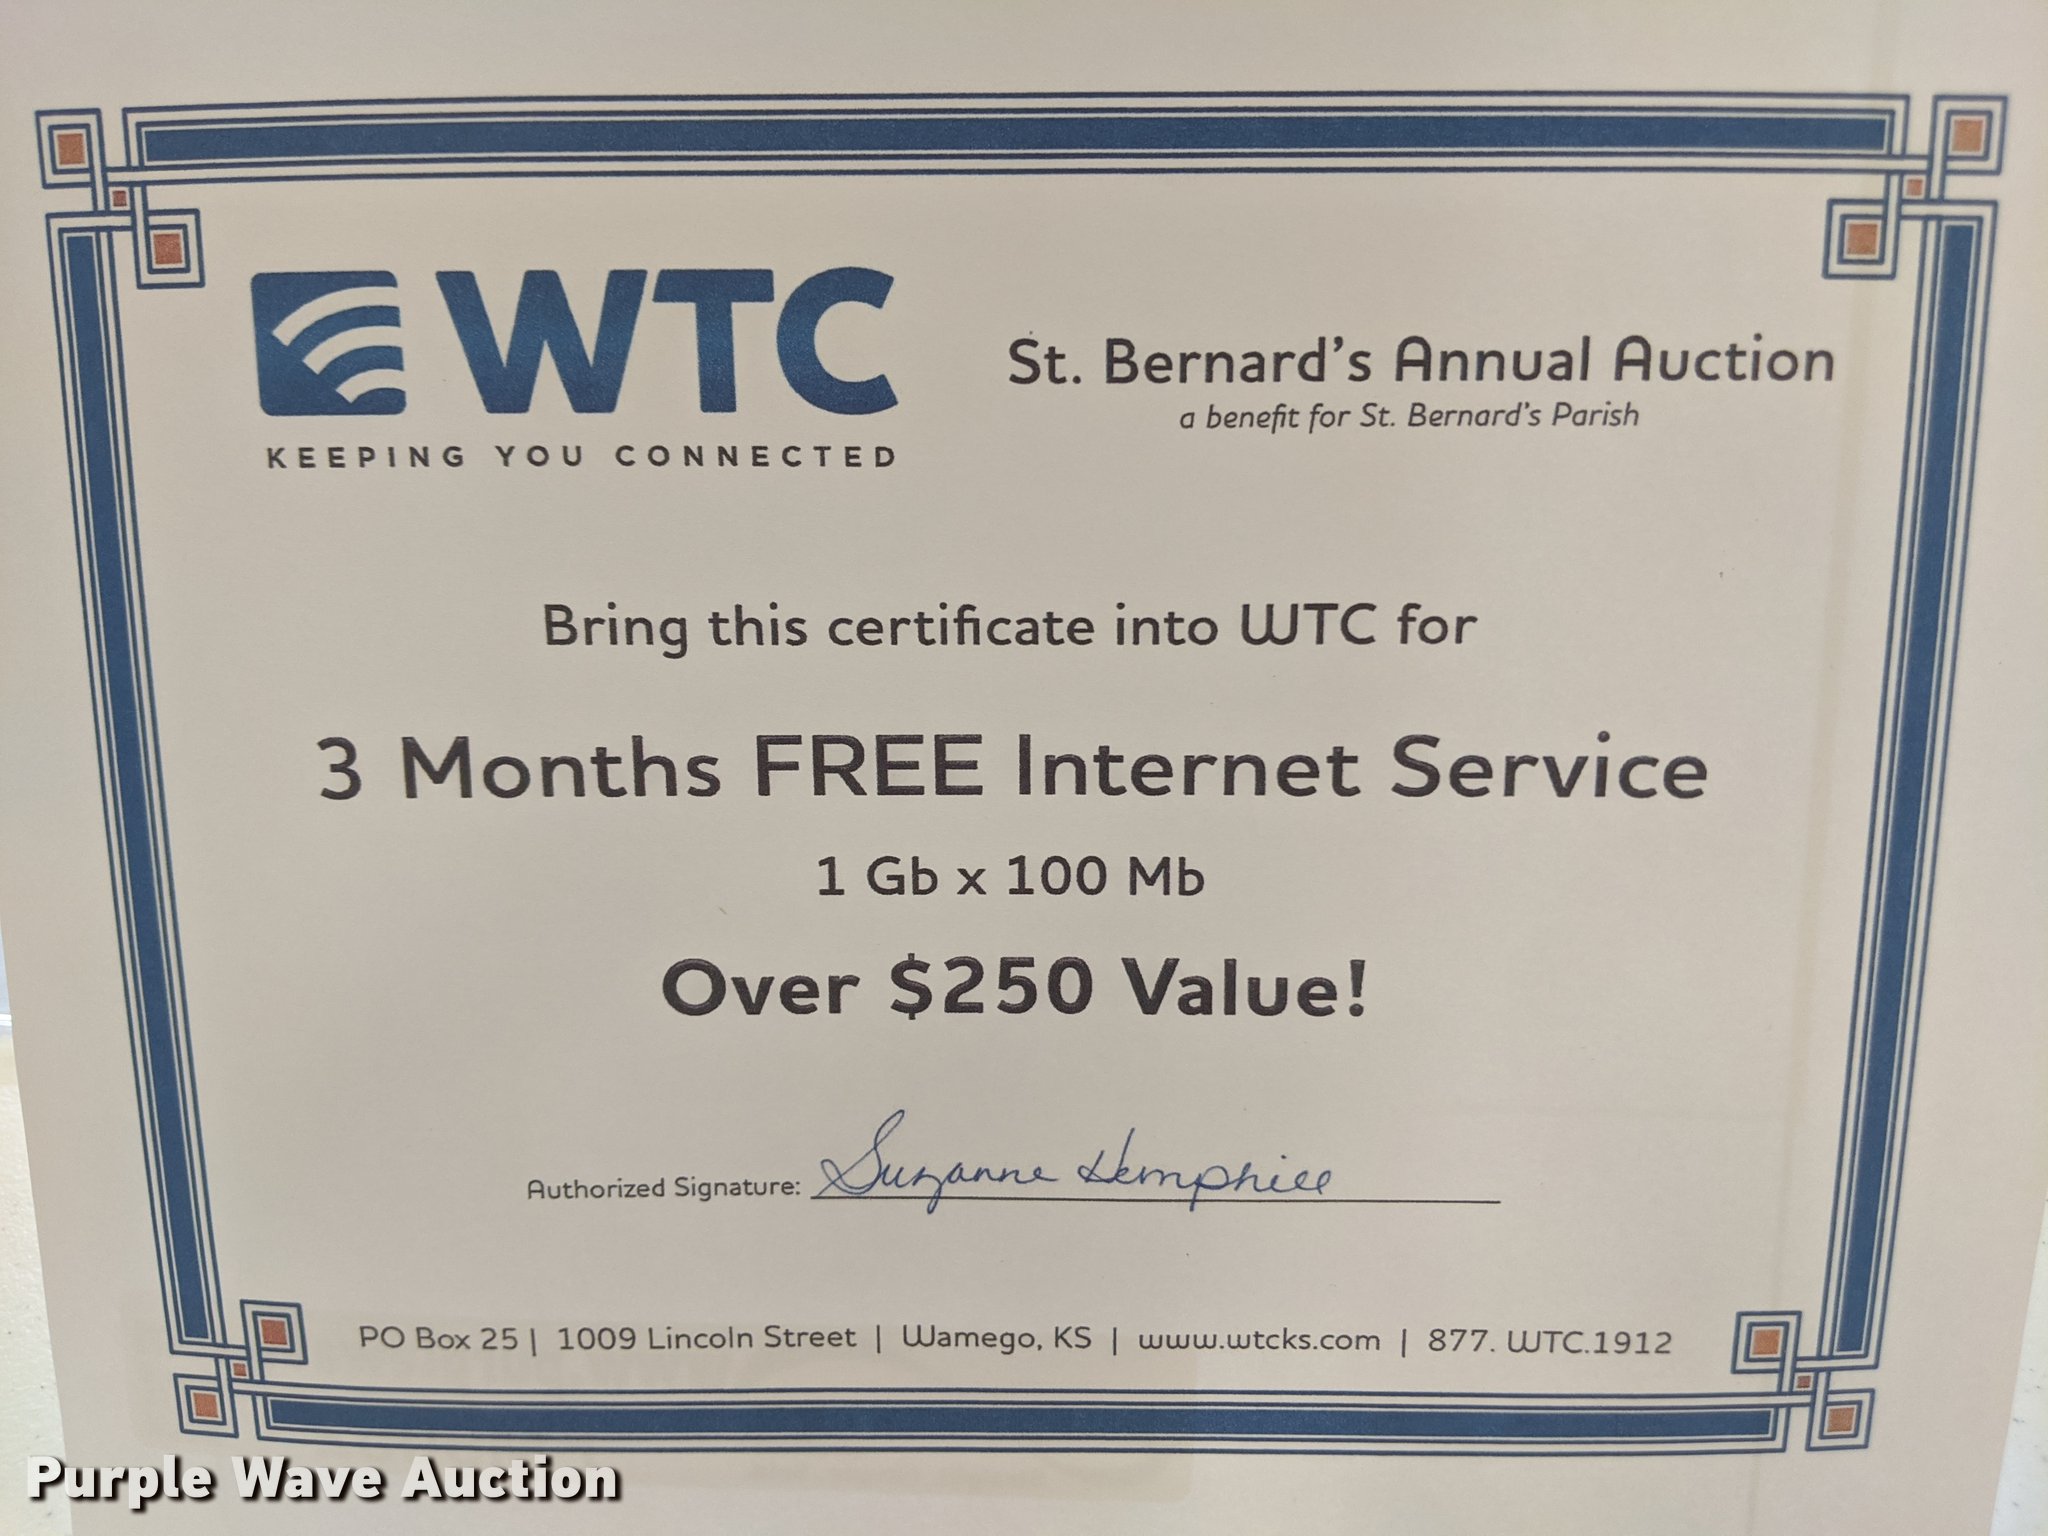 WTC
KEEPING YOU CONNECTED
St. Bernard's Annual Auction
a benefit for St. Bernard's Parish
Bring this certificate into WTC for
3 Months FREE Internet Service
1 Gb x 100 Mb
Over $250 Value!
Authorized Signature: Suzanne Hemphill
PO Box 25 | 1009 Lincoln Street | Wamego, KS | www.wtcks.com | 877. WTC.1912
Purple Wave Auction